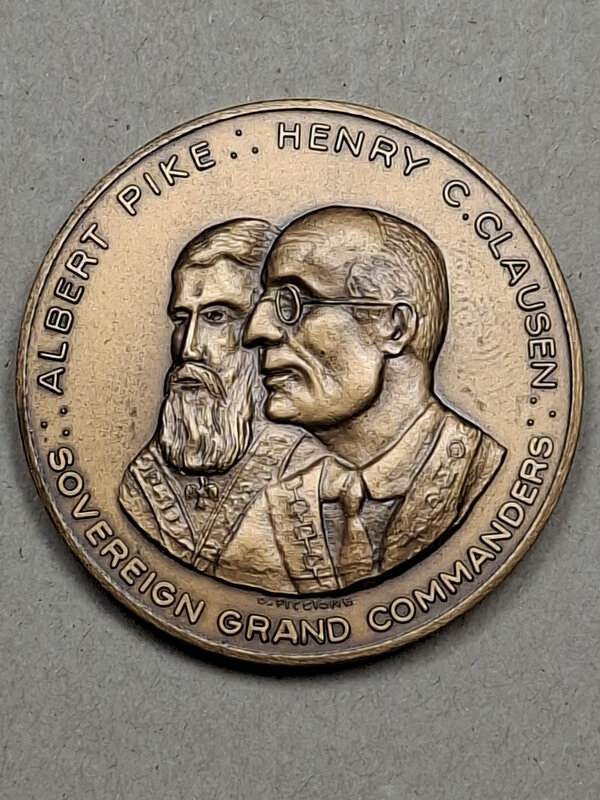 ∴ ALBERT PIKE ∴ HENRY C. CLAUSEN ∴
SOVEREIGN GRAND COMMANDERS
O. PICCIONE